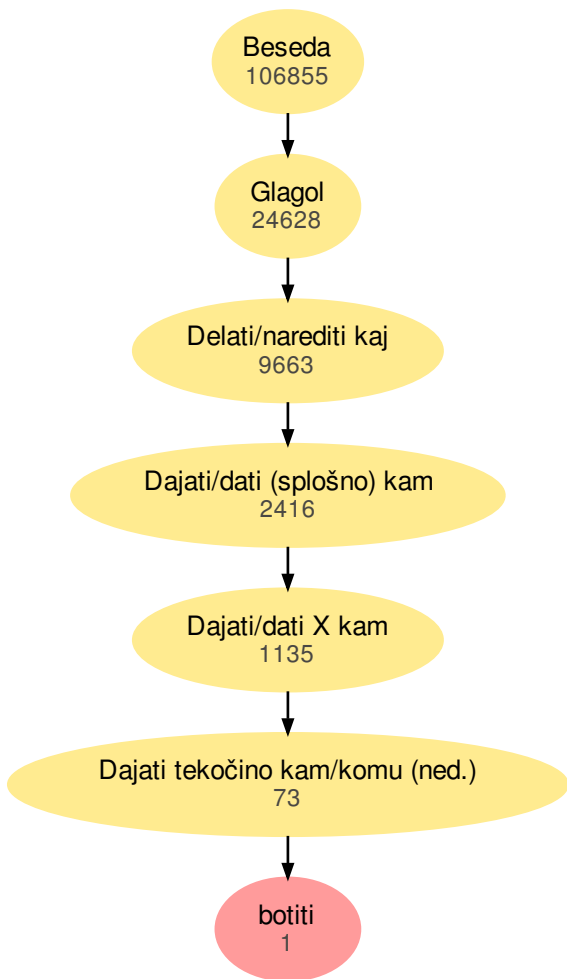 Beseda
106855
Glagol
24628
Delati/narediti kaj
9663
Dajati/dati (splošno) kam
2416
Dajati/dati X kam
1135
Dajati tekočino kam/komu (ned.)
73
botiti
1